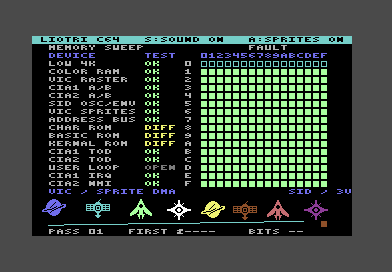 LIOTRI C64 S:SOUND ON A:SPRITES ON
MEMORY SWEEP FAULT
DEVICE TEST 0123456789ABCDEF
LOW 4K OK 0
COLOR RAM OK 1
VIC RASTER OK 2
CIA1 A/B OK 3
CIA2 A/B OK 4
SID OSC/ENV OK 5
VIC SPRITES OK 6
ADDRESS BUS OK 7
CHAR ROM DIFF 8
BASIC ROM DIFF 9
KERNAL ROM DIFF A
CIA1 TOD OK B
CIA2 TOD OK C
USER LOOP OPEN D
CIA1 IRQ OK E
CIA2 NMI OK F
VIC / SPRITE DMA SID / 3V
PASS 01 FIRST &---- BITS --